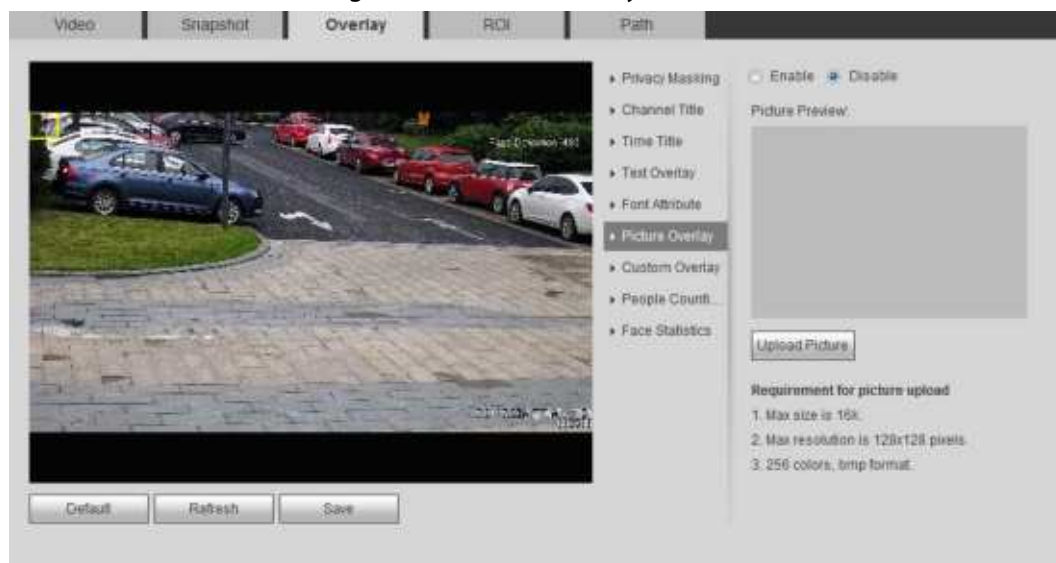 Video Snapshot Overlay ROI Path
Privacy Masking
Channel Title
Time Title
Text Overlay
Font Attribute
Picture Overlay
Custom Overlay
People Counti...
Face Statistics
Enable Disable
Picture Preview:
Upload Picture
Requirement for picture upload
1. Max size is 16k.
2. Max resolution is 128x128 pixels.
3. 256 colors, bmp format.
Default Refresh Save